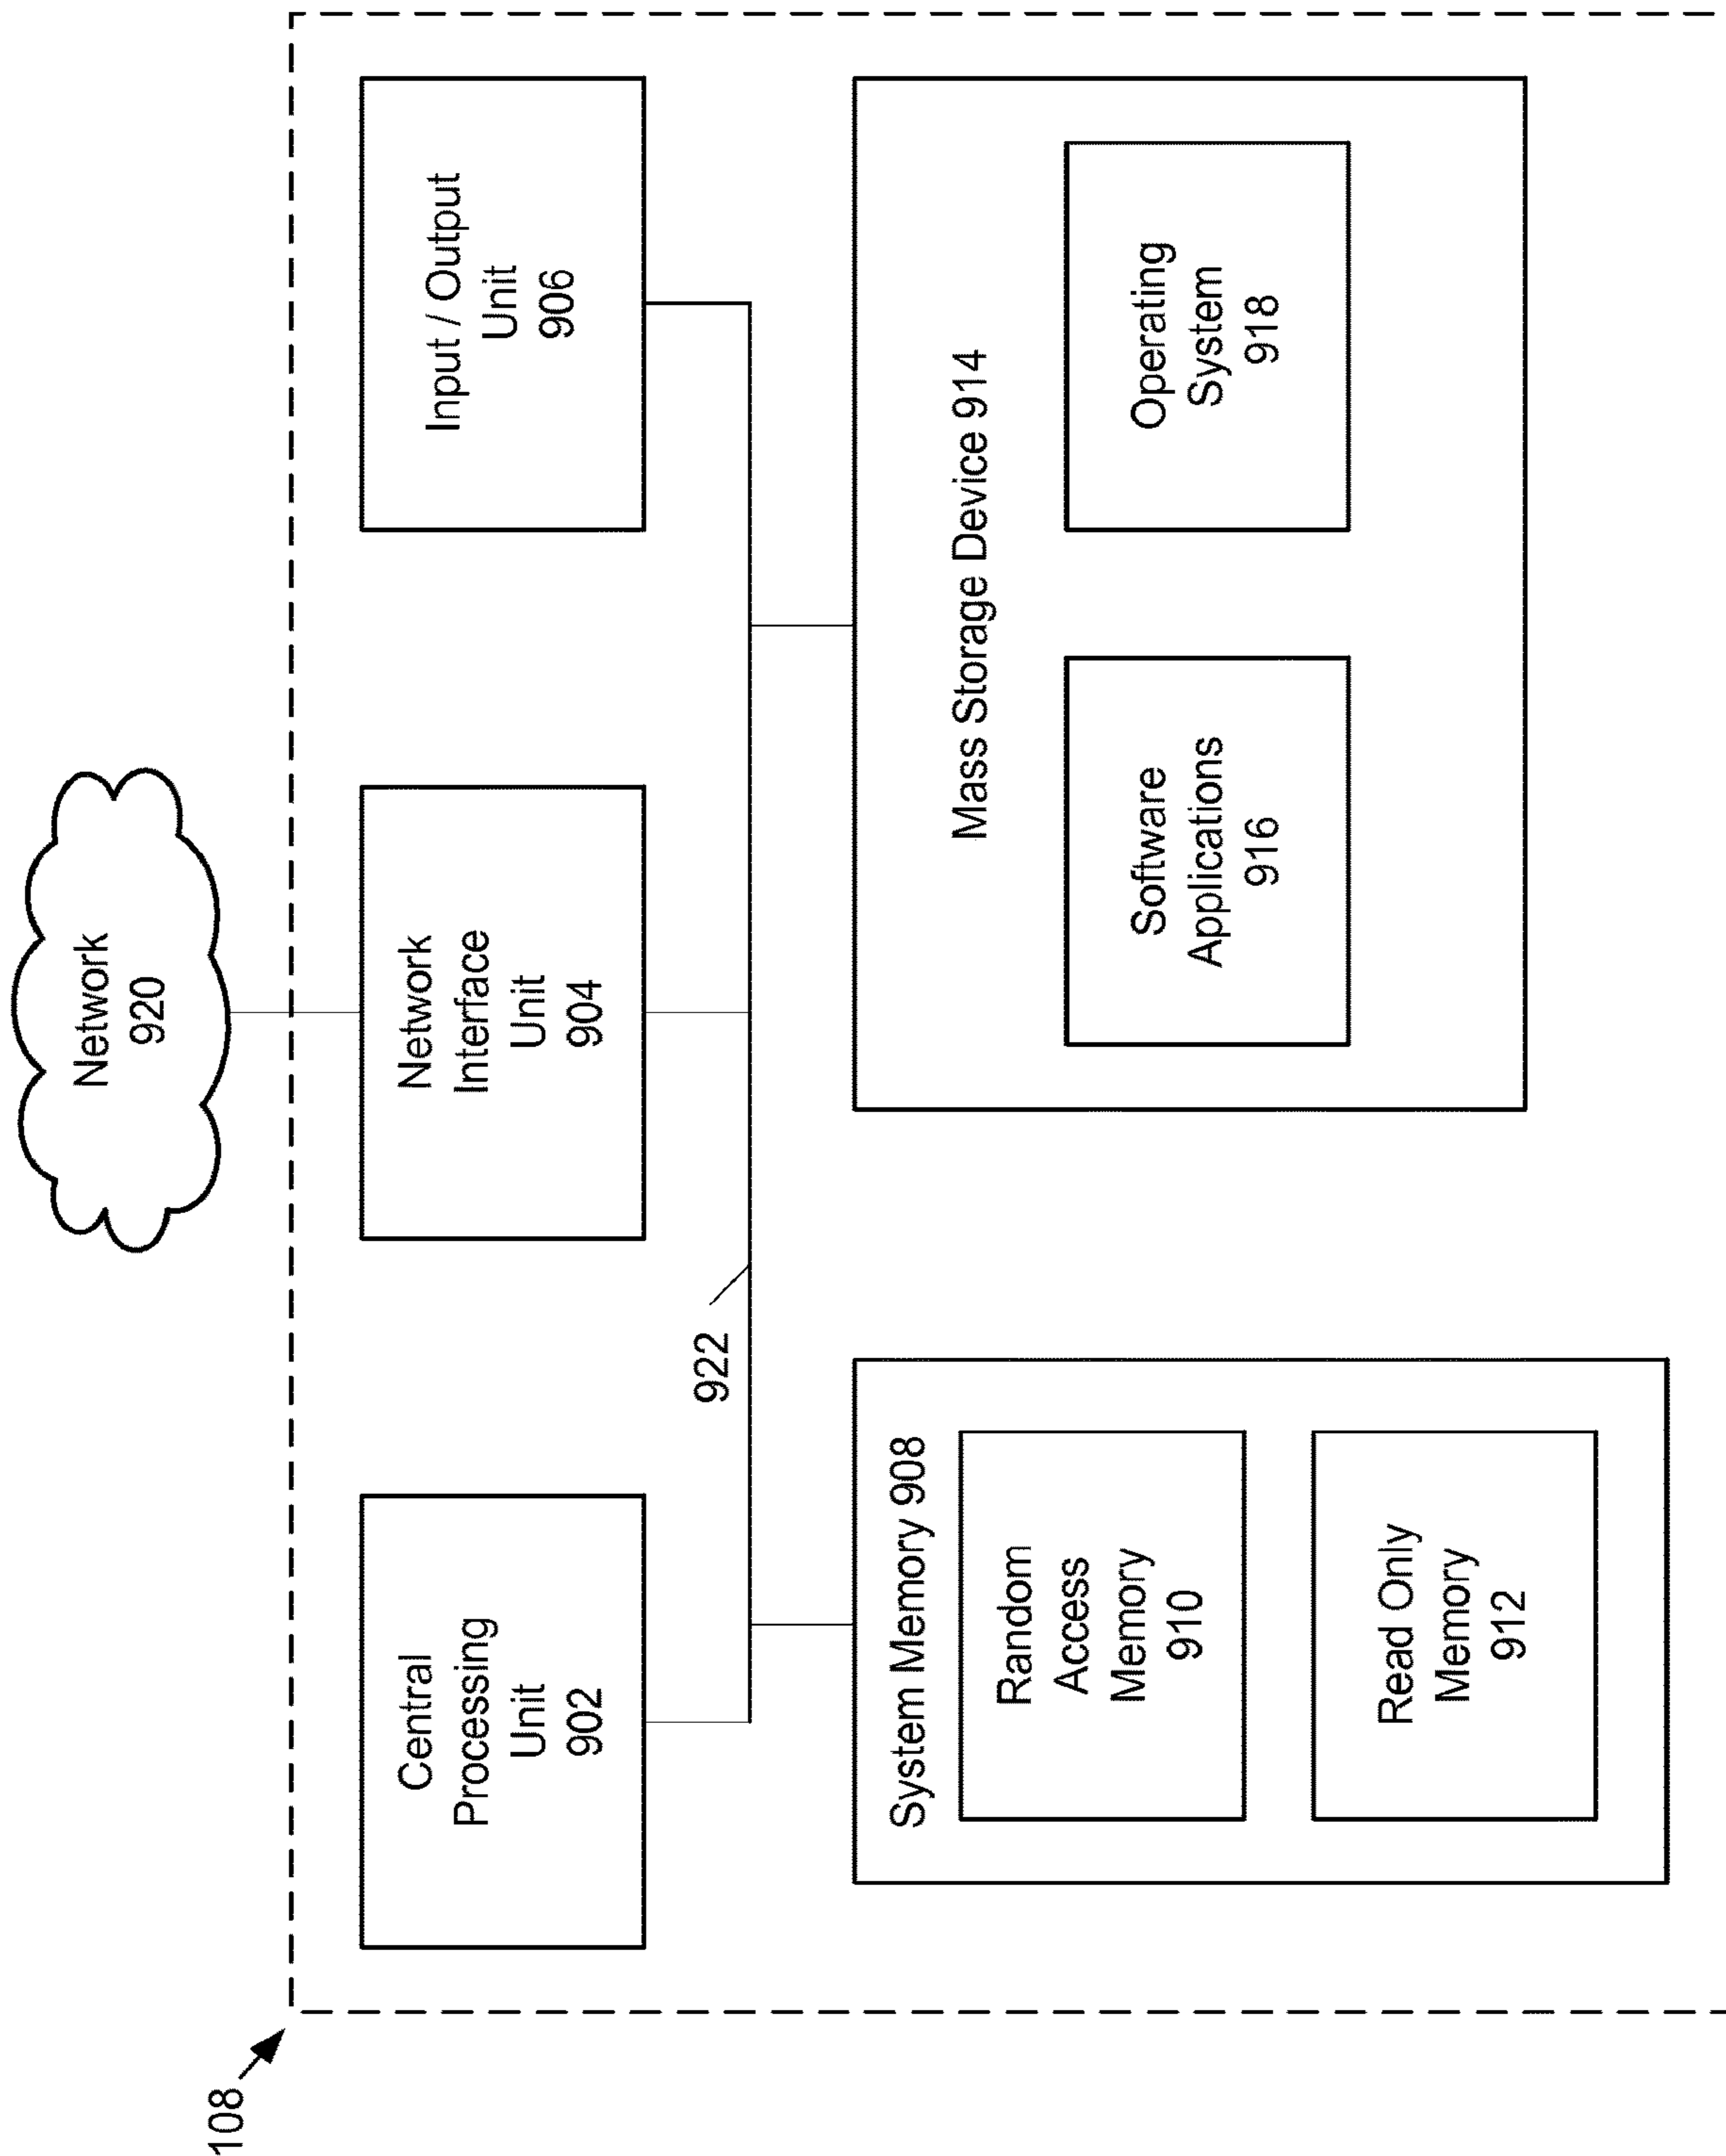 108
Network
920
Central
Processing
Unit
902
Network
Interface
Unit
904
Input / Output
Unit
906
922
System Memory 908
Random
Access
Memory
910
Read Only
Memory
912
Mass Storage Device 914
Software
Applications
916
Operating
System
918